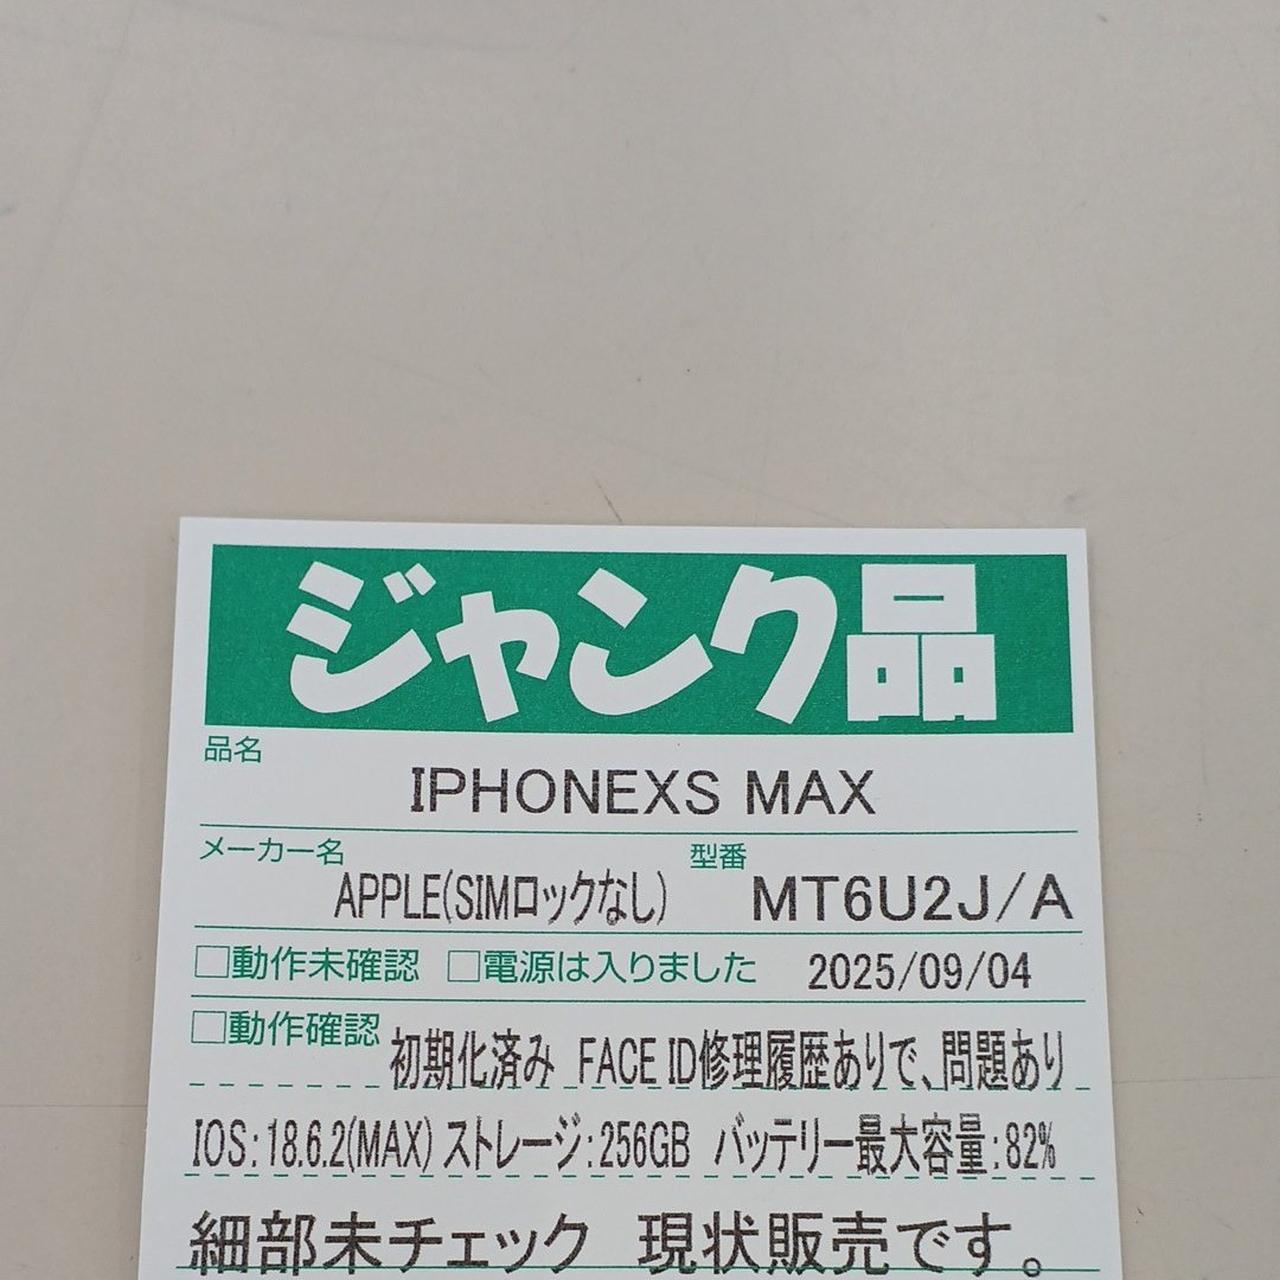 ジャンク品
品名
IPHONEXS MAX
メーカー名 型番
APPLE(SIMロックなし) MT6U2J/A
□動作未確認 □電源は入りました 2025/09/04
□動作確認 初期化済み FACE ID修理履歴ありで、問題あり
IOS:18.6.2(MAX) ストレージ:256GB バッテリー最大容量:82%
細部未チェック 現状販売です。